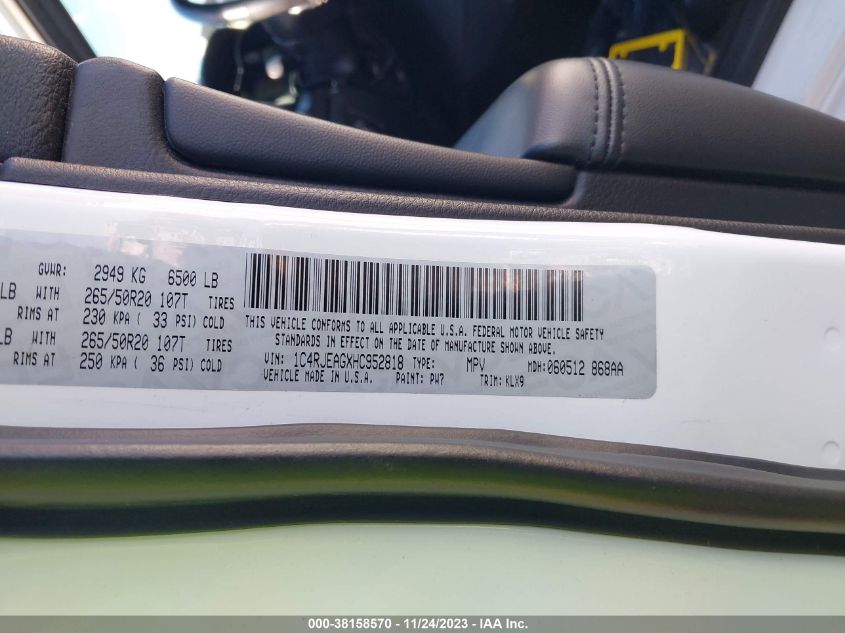 GVWR: 2949 KG 6500 LB
LB WITH 265/50R20 107T TIRES
RIMS AT 230 KPA ( 33 PSI) COLD
LB WITH 265/50R20 107T TIRES
RIMS AT 250 KPA ( 36 PSI) COLD
THIS VEHICLE CONFORMS TO ALL APPLICABLE U.S.A. FEDERAL MOTOR VEHICLE SAFETY
STANDARDS IN EFFECT ON THE DATE OF MANUFACTURE SHOWN ABOVE.
VIN: 1C4RJEAGXHC952818 TYPE: MPV MDH:060512 868AA
VEHICLE MADE IN U.S.A. PAINT: PW7 TRIM: KLX9
000-38158570 - 11/24/2023 - © IAA Inc.